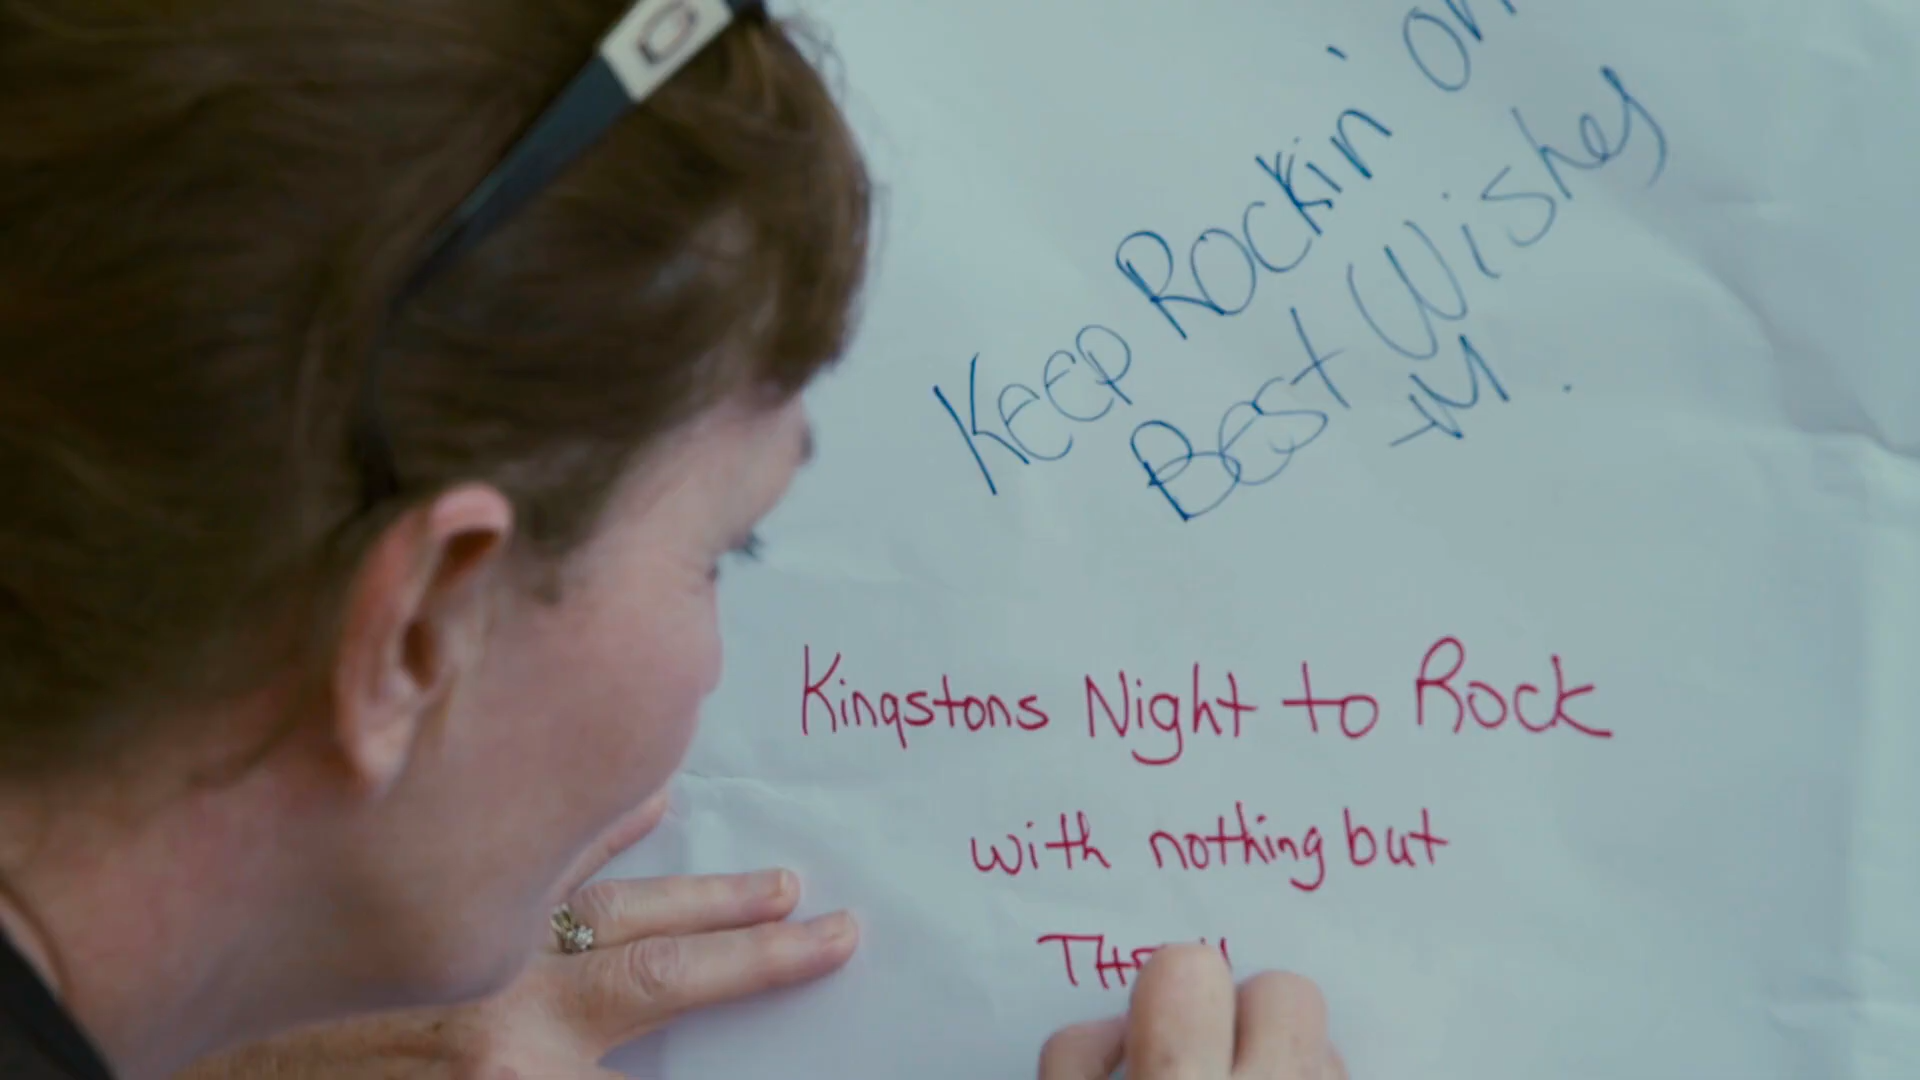 Keep Rockin' on
Best Wishes
Kingstons Night to Rock
with nothing but